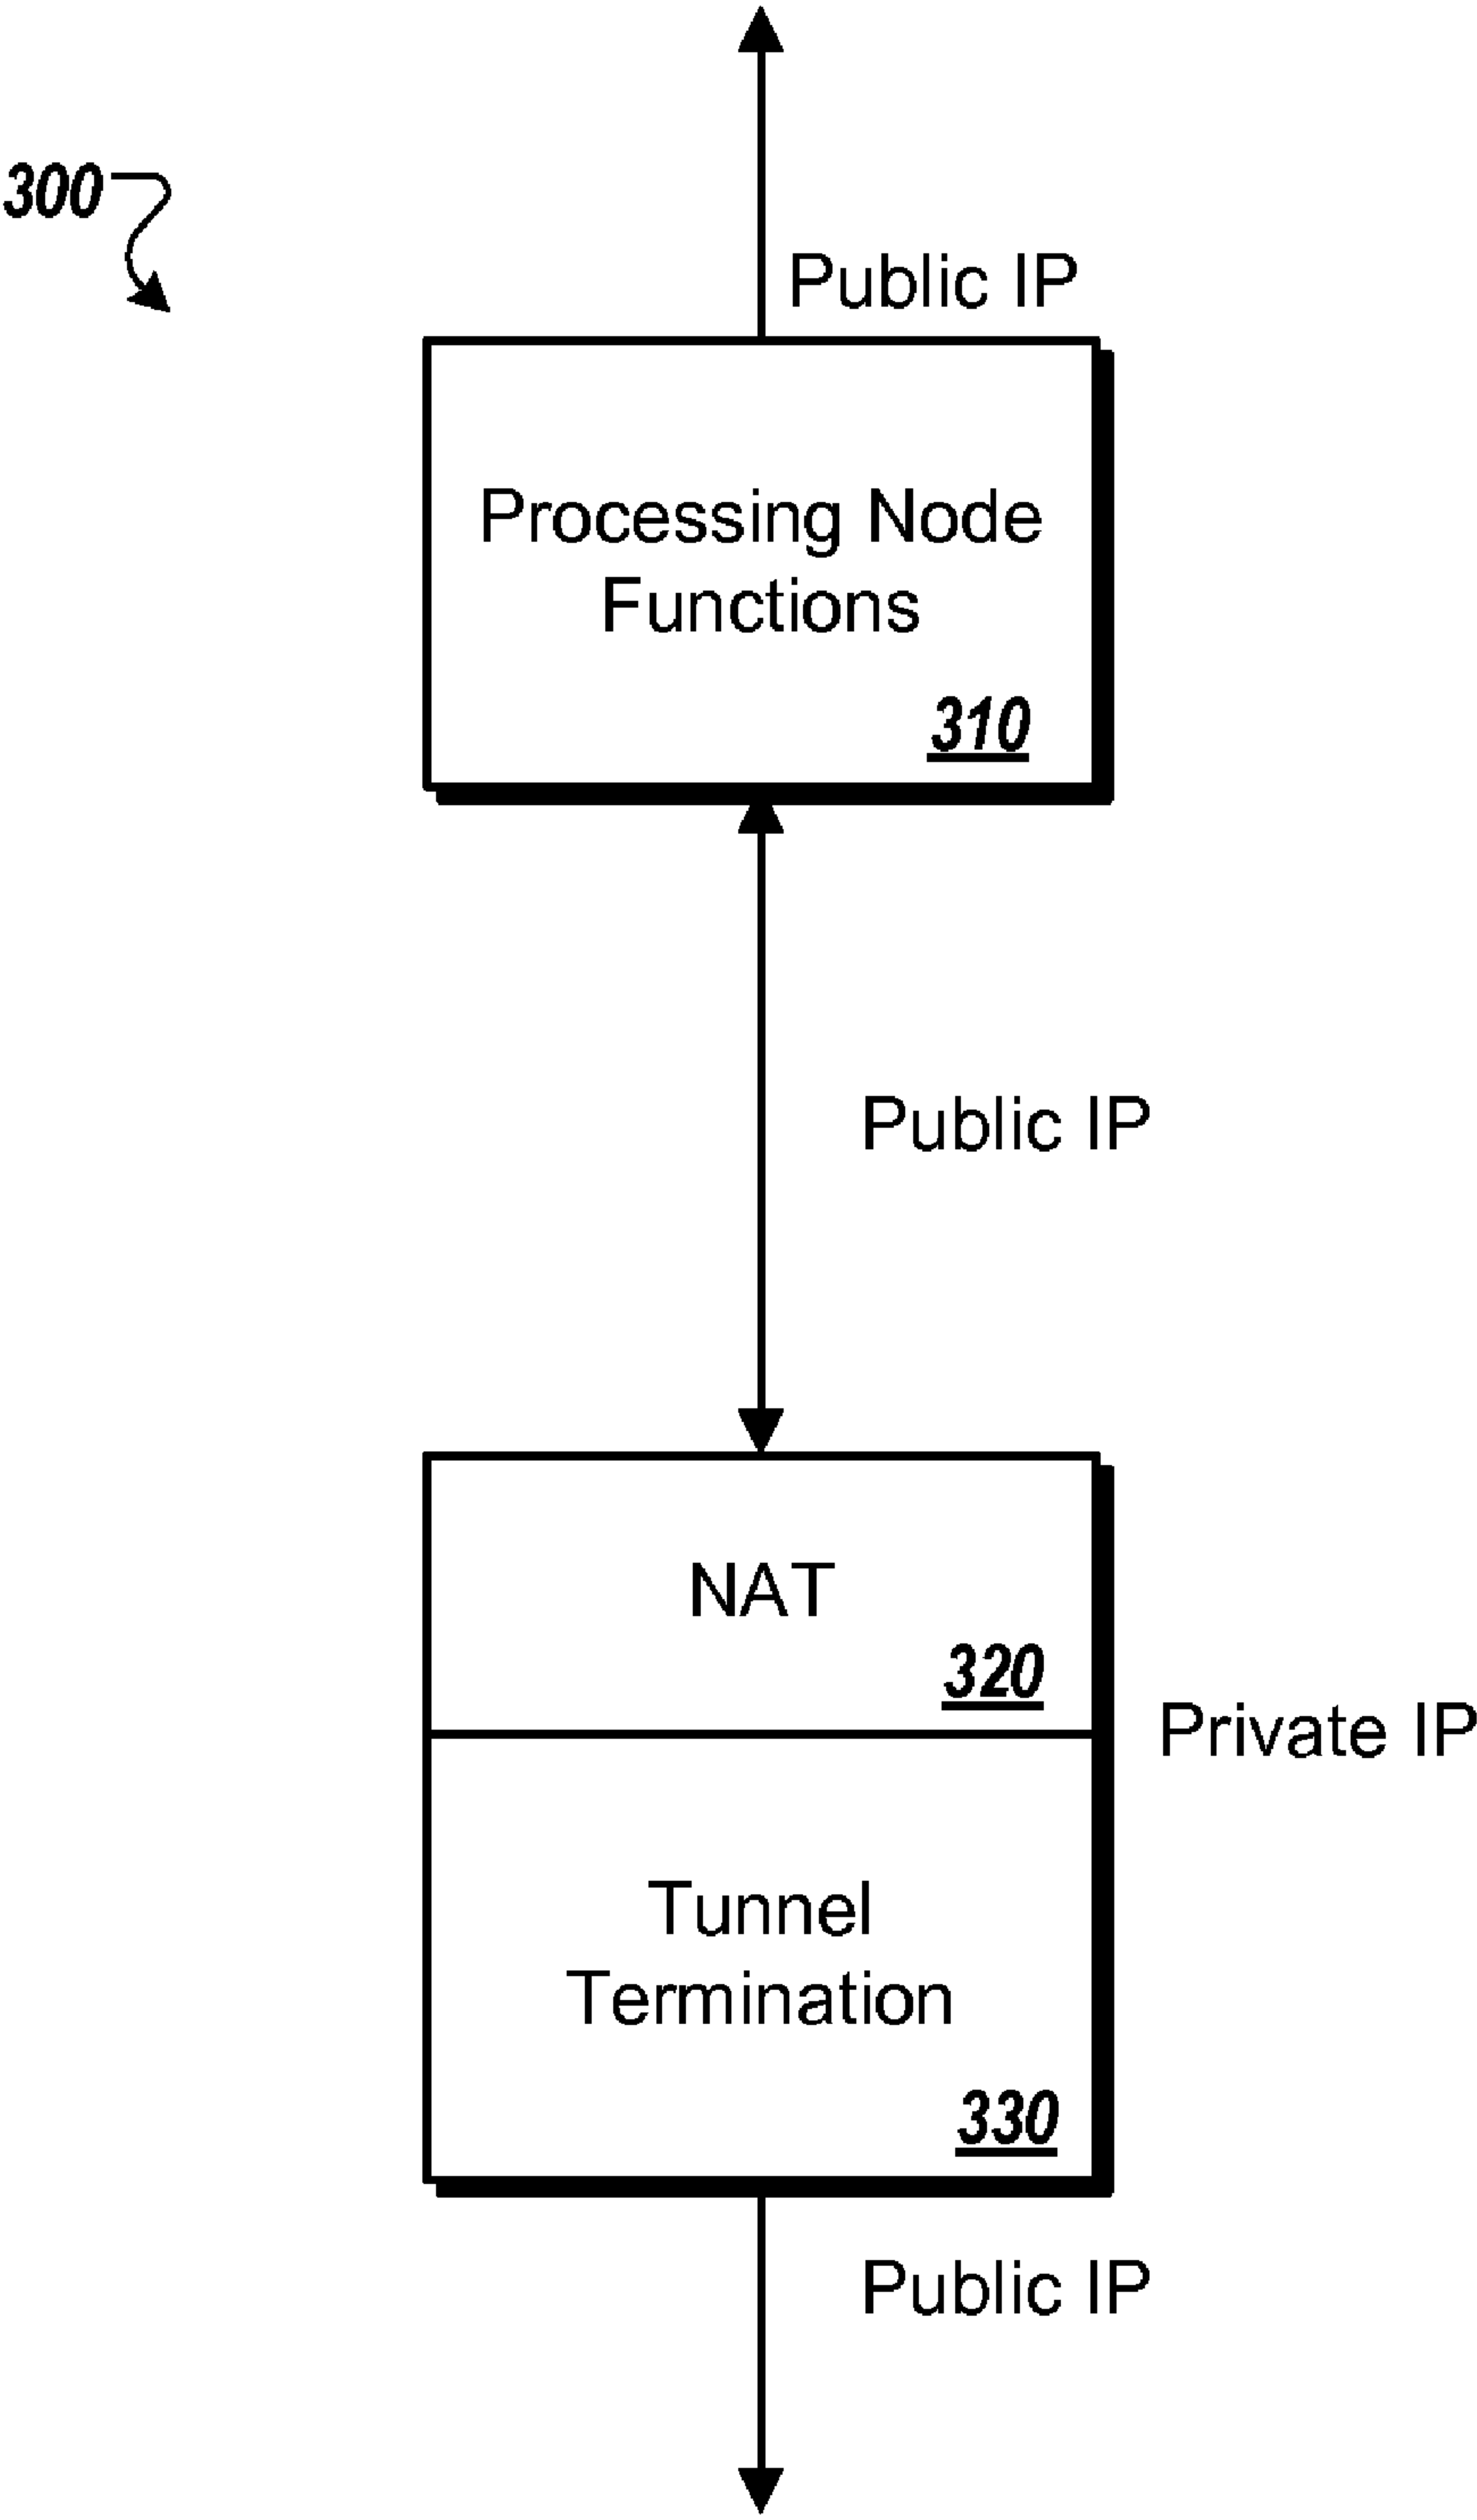 300
Public IP
Processing Node
Functions
310
Public IP
NAT
320
Private IP
Tunnel
Termination
330
Public IP